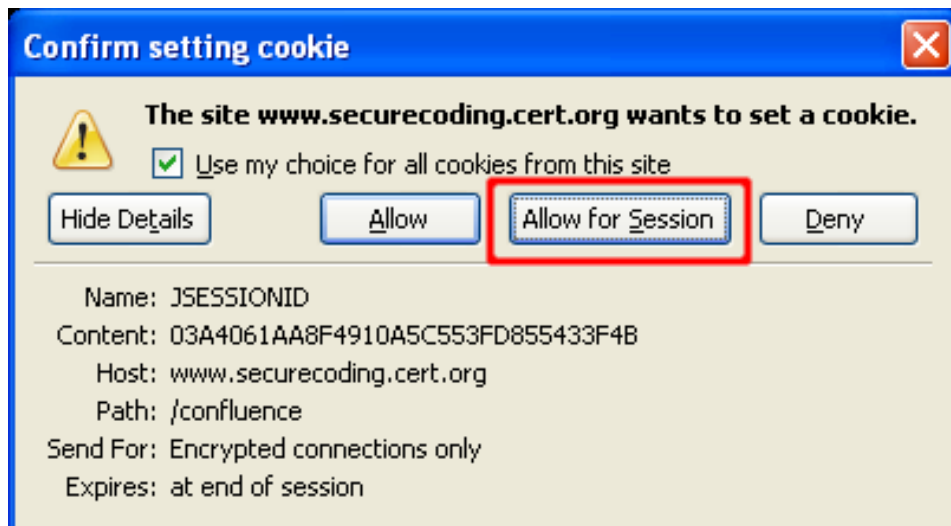 Confirm setting cookie
The site www.securecoding.cert.org wants to set a cookie.
Use my choice for all cookies from this site
Hide Details Allow Allow for Session Deny
Name: JSESSIONID
Content: 03A4061AA8F4910A5C553FD855433F4B
Host: www.securecoding.cert.org
Path: /confluence
Send For: Encrypted connections only
Expires: at end of session